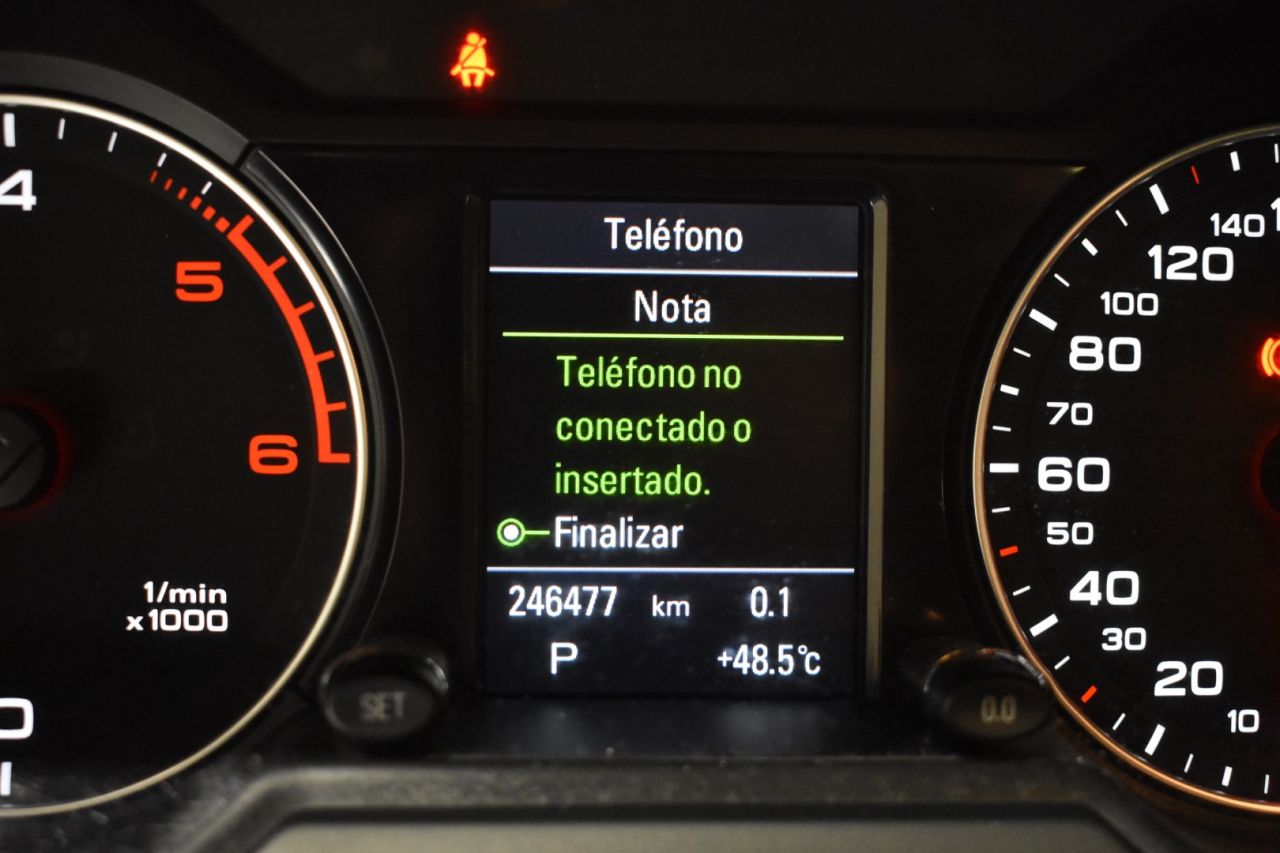 Teléfono
Nota
Teléfono no
conectado o
insertado.
Finalizar
246477 km 0.1
P +48.5°C
4
5
6
1/min
x1000
0
SET
0.0
140
120
100
80
70
60
50
40
30
20
10